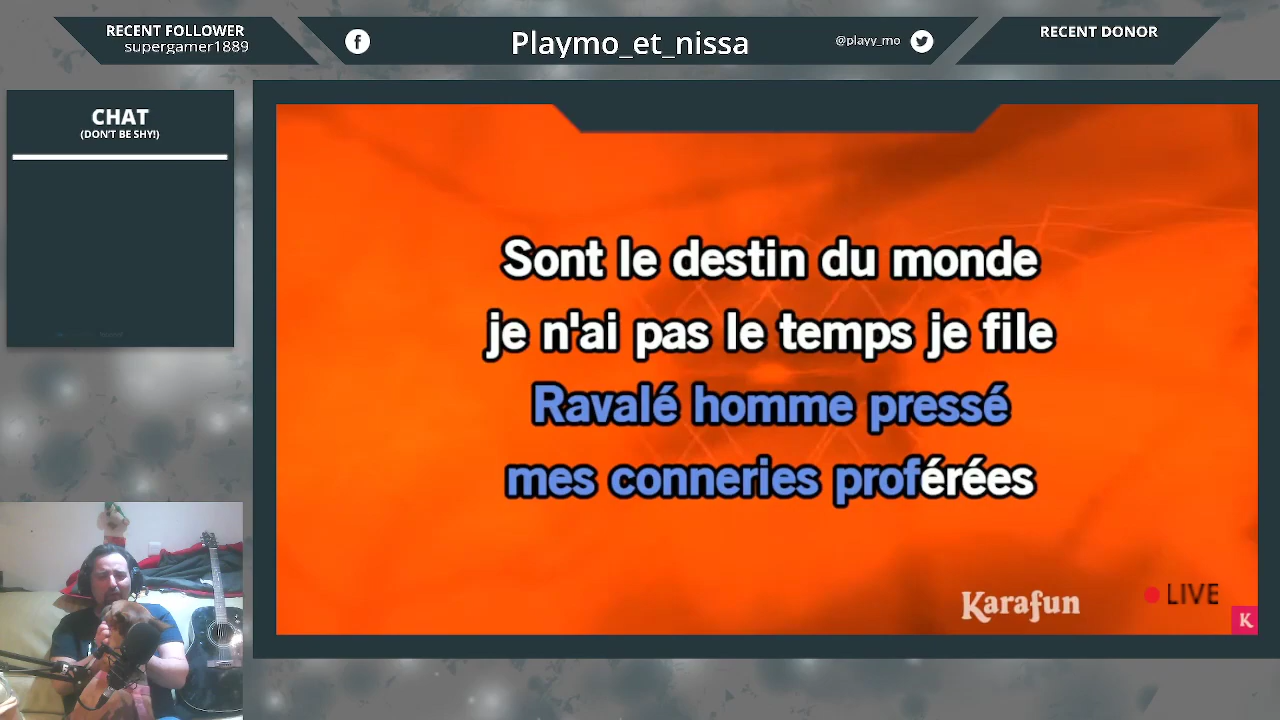 RECENT FOLLOWER
supergamer1889
Playmo_et_nissa
@playy_mo
RECENT DONOR
CHAT
(DON'T BE SHY!)
Sont le destin du monde
je n'ai pas le temps je file
Ravalé homme pressé
mes conneries proférées
Karafun
LIVE
K